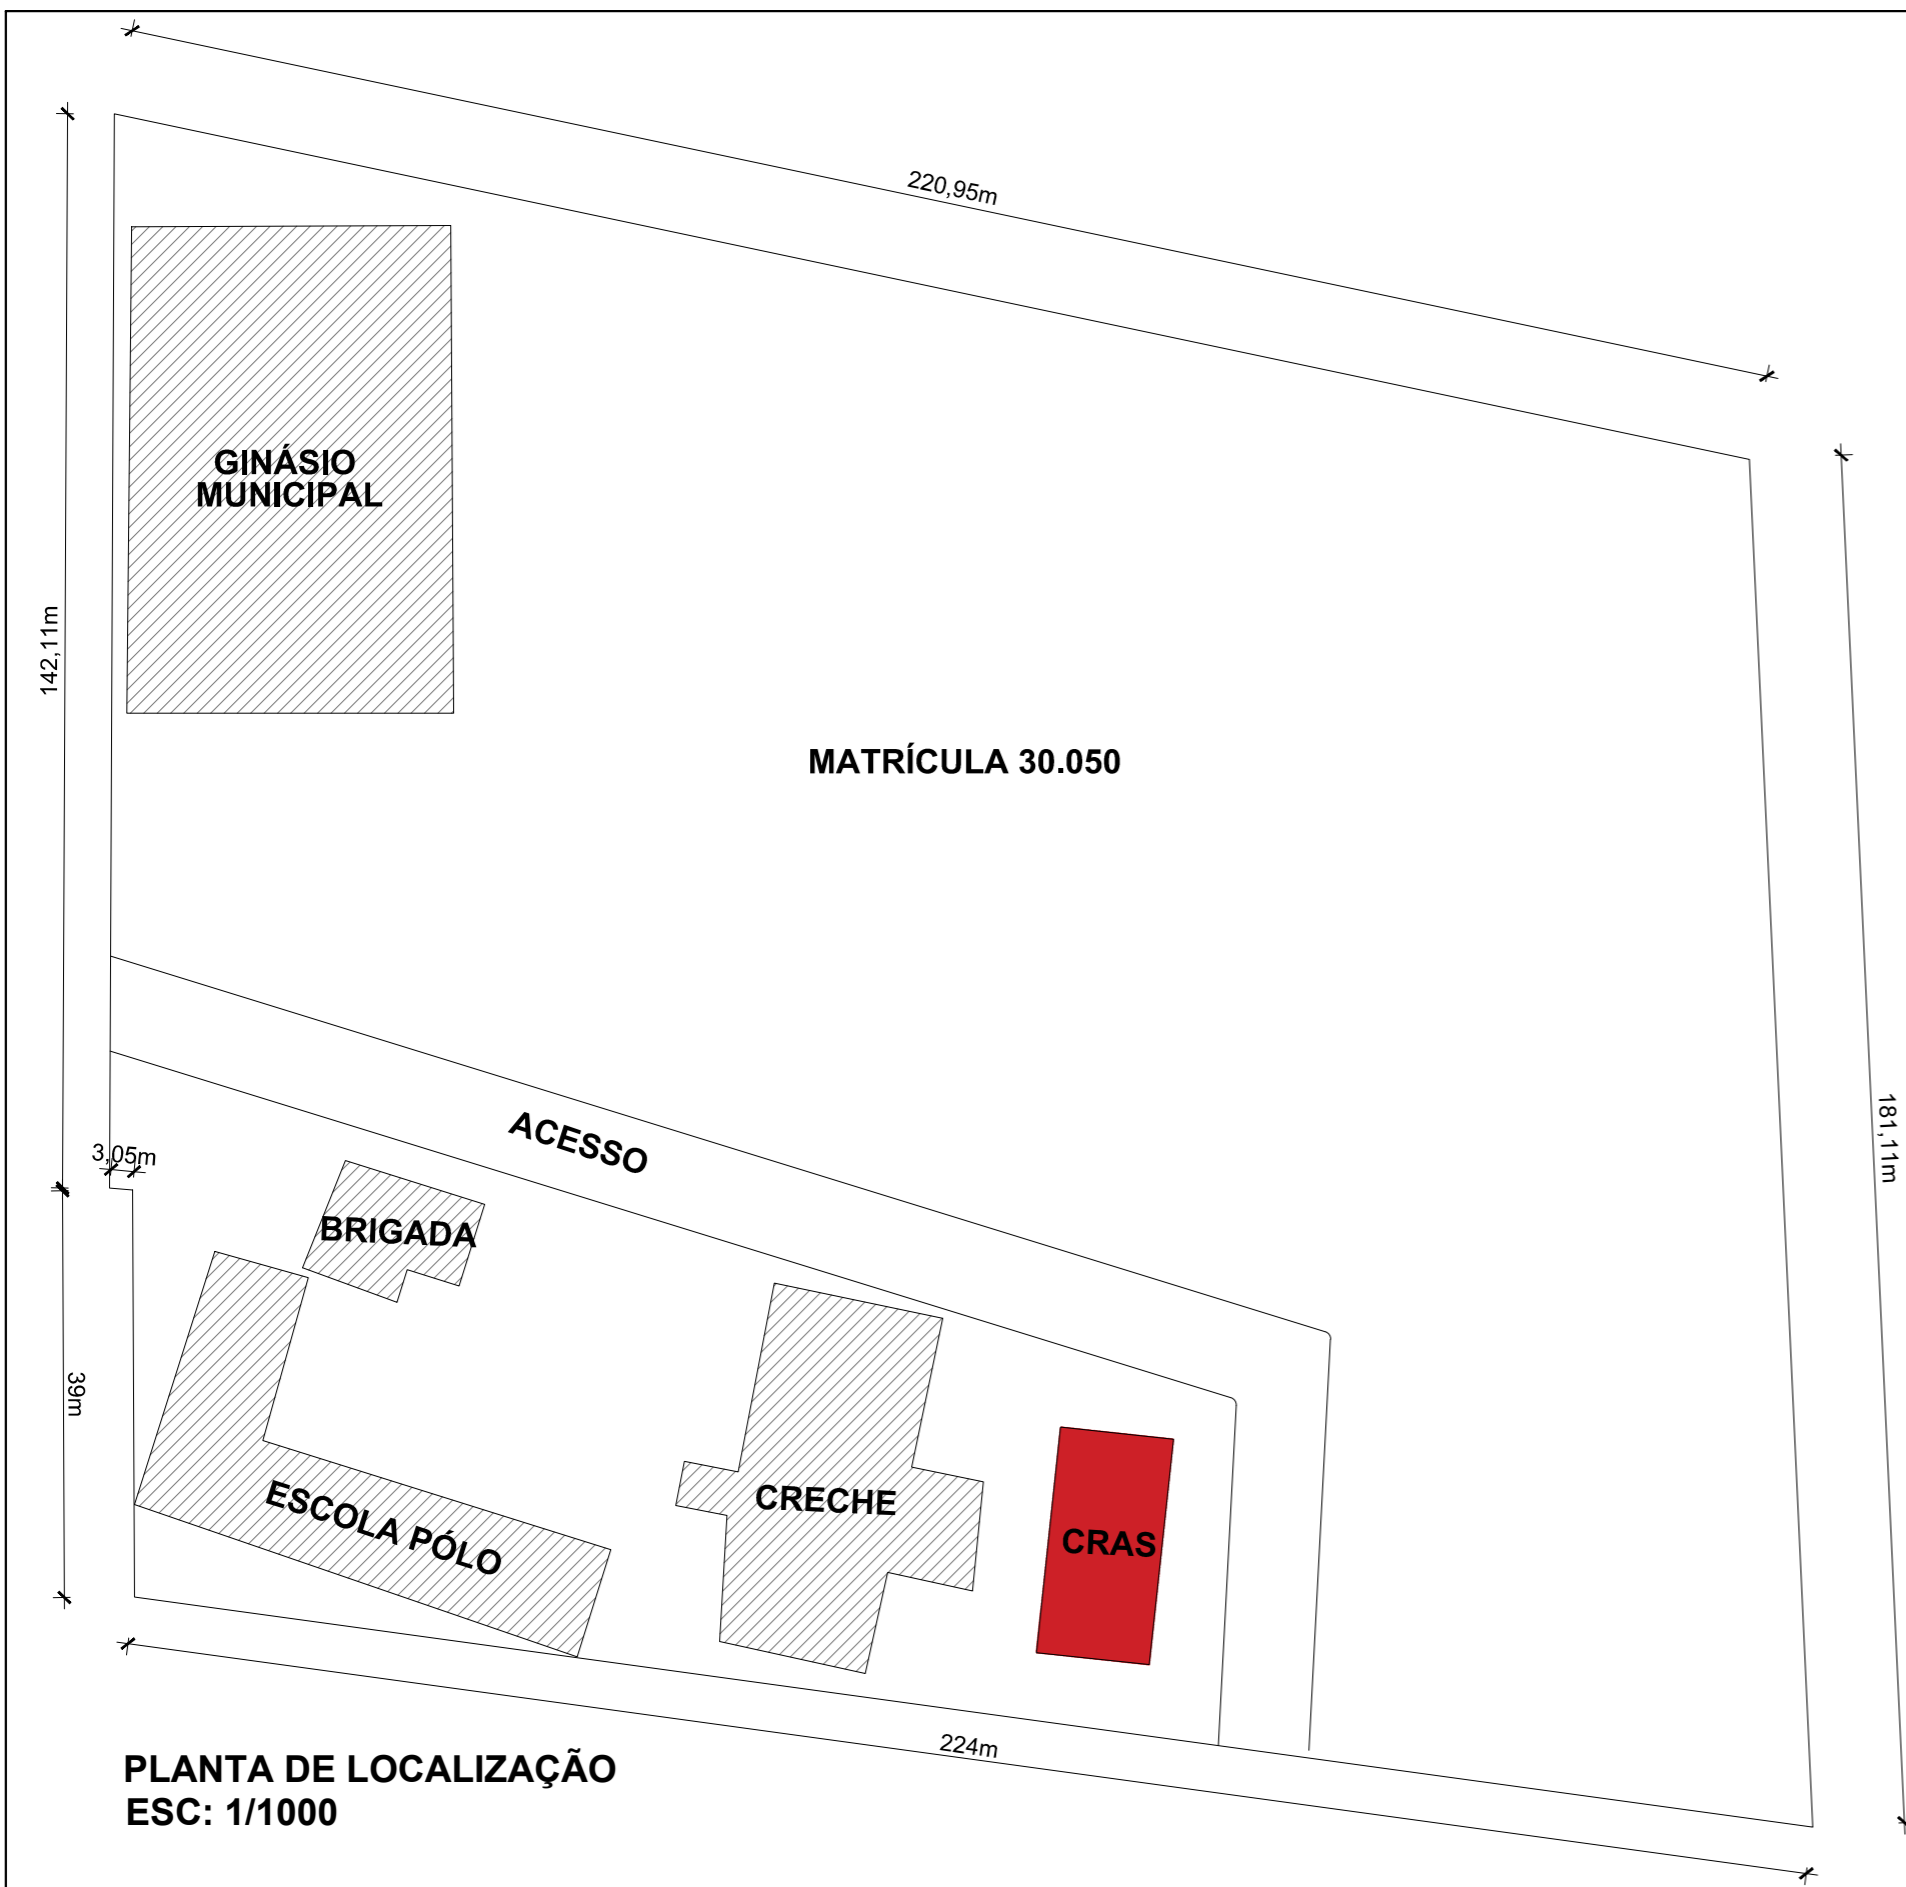 220,95m
GINÁSIO
MUNICIPAL
142,11m
MATRÍCULA 30.050
ACESSO
181,11m
3,05m
BRIGADA
39m
ESCOLA PÓLO
CRECHE
CRAS
224m
PLANTA DE LOCALIZAÇÃO
ESC: 1/1000